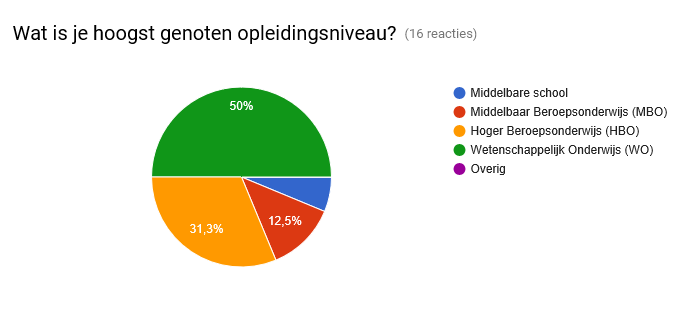 Wat is je hoogst genoten opleidingsniveau? (16 reacties)
50%
12,5%
31,3%
Middelbare school
Middelbaar Beroepsonderwijs (MBO)
Hoger Beroepsonderwijs (HBO)
Wetenschappelijk Onderwijs (WO)
Overig